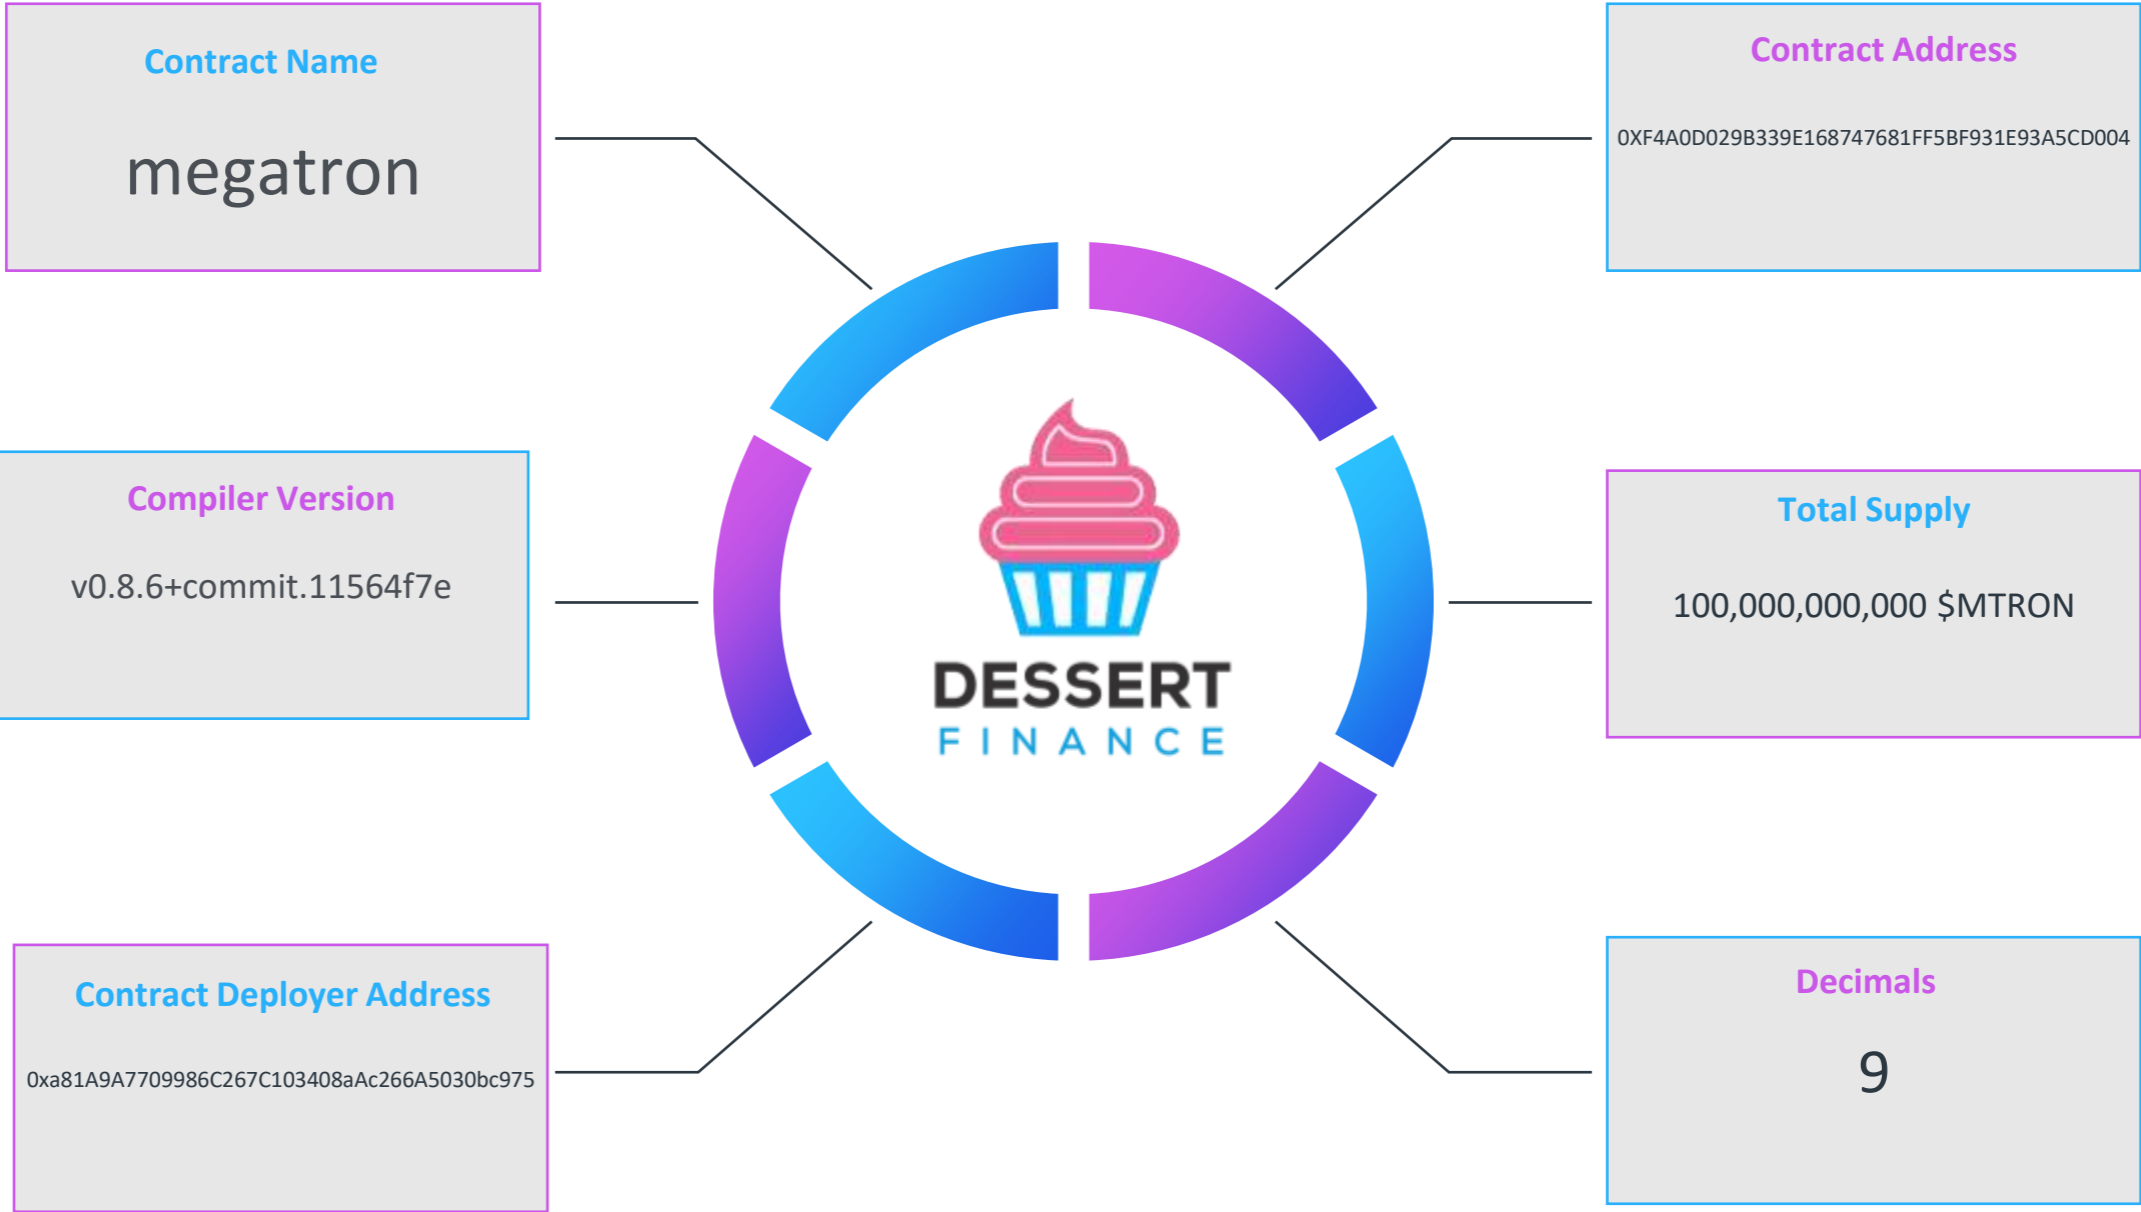 Contract Name
megatron
Contract Address
0XF4A0D029B339E168747681FF5BF931E93A5CD004
Compiler Version
v0.8.6+commit.11564f7e
DESSERT
FINANCE
Total Supply
100,000,000,000 $MTRON
Contract Deployer Address
0xa81A9A7709986C267C103408aAc266A5030bc975
Decimals
9